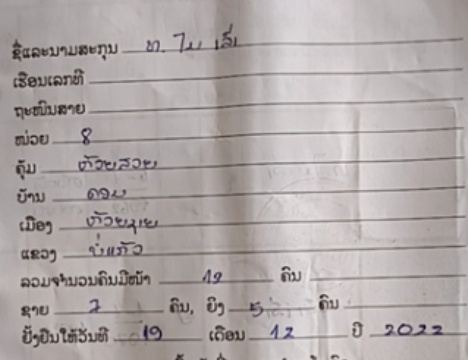 ຊື່ແລະນາມສະກຸນ ທ. ໃນ ເສີ
ເຮືອນເລກທີ
ຖະໜົນສາຍ
ໜ່ວຍ 8
ຄຸ້ມ ຫ້ວຍສວຍ
ບ້ານ ດອນ
ເມືອງ ຫ້ວຍຊາຍ
ແຂວງ ບໍ່ແກ້ວ
ລວມຈຳນວນຄົນມີໜ້າ 12 ຄົນ
ຊາຍ 7 ຄົນ, ຍິງ 5 ຄົນ
ຢັ້ງຢືນໃຫ້ວັນທີ 19 ເດືອນ 12 ປີ 2022